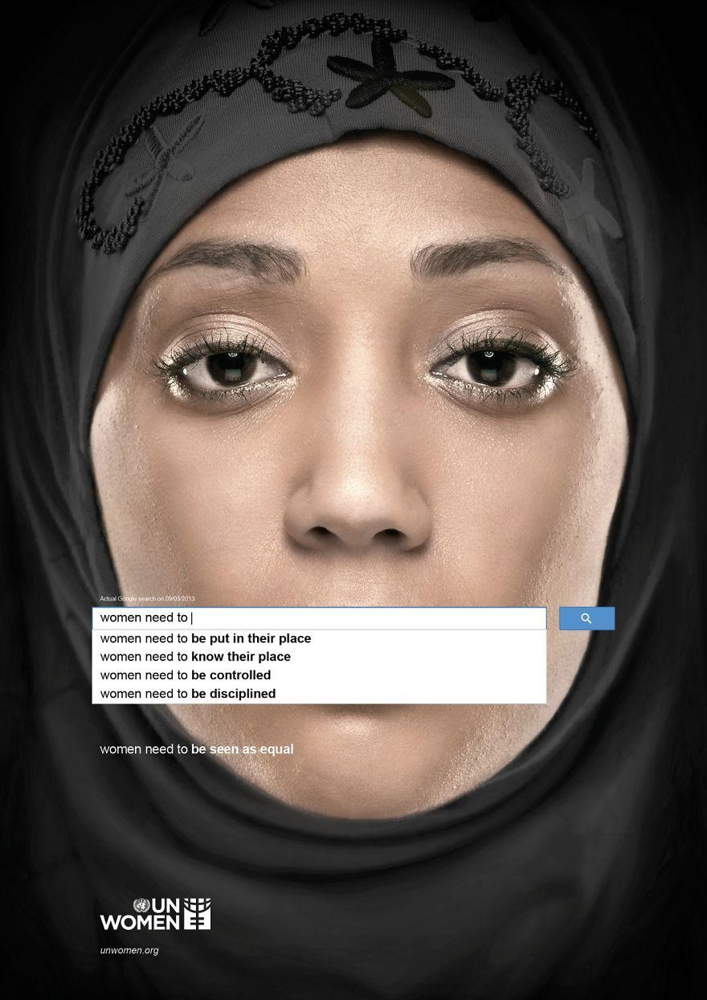 Actual Google search on 09/03/2013
women need to
women need to be put in their place
women need to know their place
women need to be controlled
women need to be disciplined
women need to be seen as equal
UN
WOMEN
unwomen.org